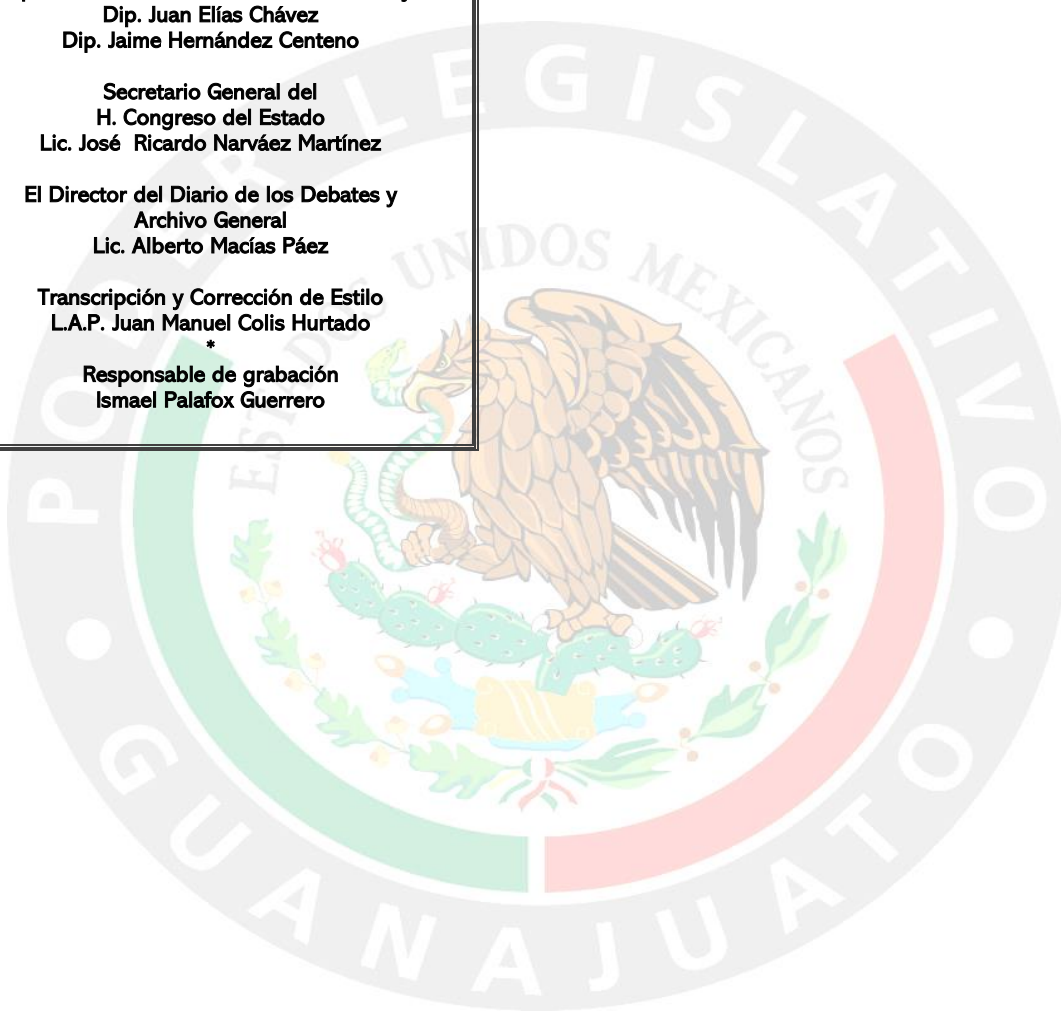 Dip. Juan Elías Chávez
Dip. Jaime Hernández Centeno
Secretario General del
H. Congreso del Estado
Lic. José Ricardo Narváez Martínez
El Director del Diario de los Debates y
Archivo General
Lic. Alberto Macías Páez
Transcripción y Corrección de Estilo
L.A.P. Juan Manuel Colis Hurtado
*
Responsable de grabación
Ismael Palafox Guerrero
PODER LEGISLATIVO
ESTADOS UNIDOS MEXICANOS
GUANAJUATO